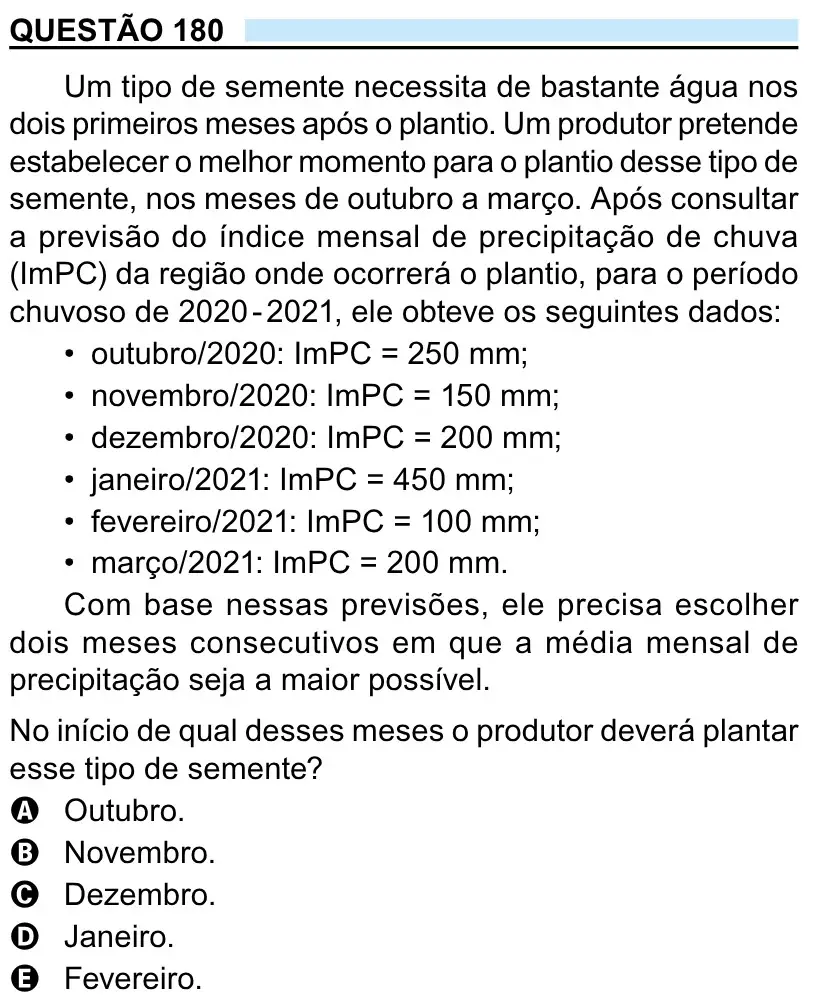 QUESTÃO 180
Um tipo de semente necessita de bastante água nos
dois primeiros meses após o plantio. Um produtor pretende
estabelecer o melhor momento para o plantio desse tipo de
semente, nos meses de outubro a março. Após consultar
a previsão do índice mensal de precipitação de chuva
(ImPC) da região onde ocorrerá o plantio, para o período
chuvoso de 2020-2021, ele obteve os seguintes dados:
• outubro/2020: ImPC = 250 mm;
• novembro/2020: ImPC = 150 mm;
• dezembro/2020: ImPC = 200 mm;
• janeiro/2021: ImPC = 450 mm;
• fevereiro/2021: ImPC = 100 mm;
• março/2021: ImPC = 200 mm.
Com base nessas previsões, ele precisa escolher
dois meses consecutivos em que a média mensal de
precipitação seja a maior possível.
No início de qual desses meses o produtor deverá plantar
esse tipo de semente?
A Outubro.
B Novembro.
C Dezembro.
D Janeiro.
E Fevereiro.